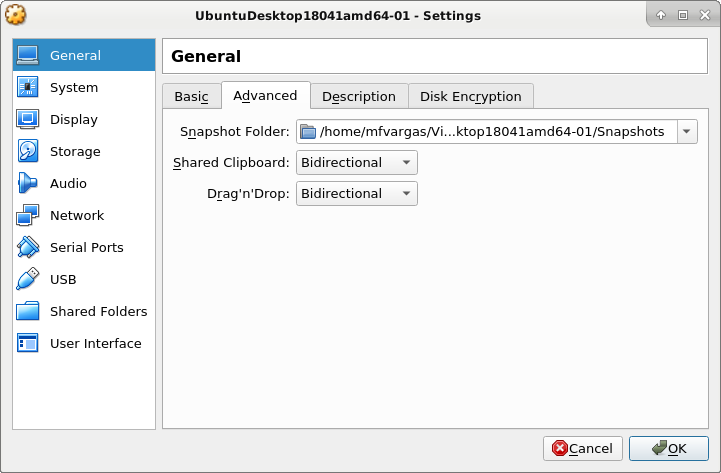 UbuntuDesktop18041amd64-01 - Settings
General
System
Display
Storage
Audio
Network
Serial Ports
USB
Shared Folders
User Interface
General
Basic Advanced Description Disk Encryption
Snapshot Folder: /home/mfvargas/Vi...ktop18041amd64-01/Snapshots
Shared Clipboard: Bidirectional
Drag'n'Drop: Bidirectional
Cancel OK